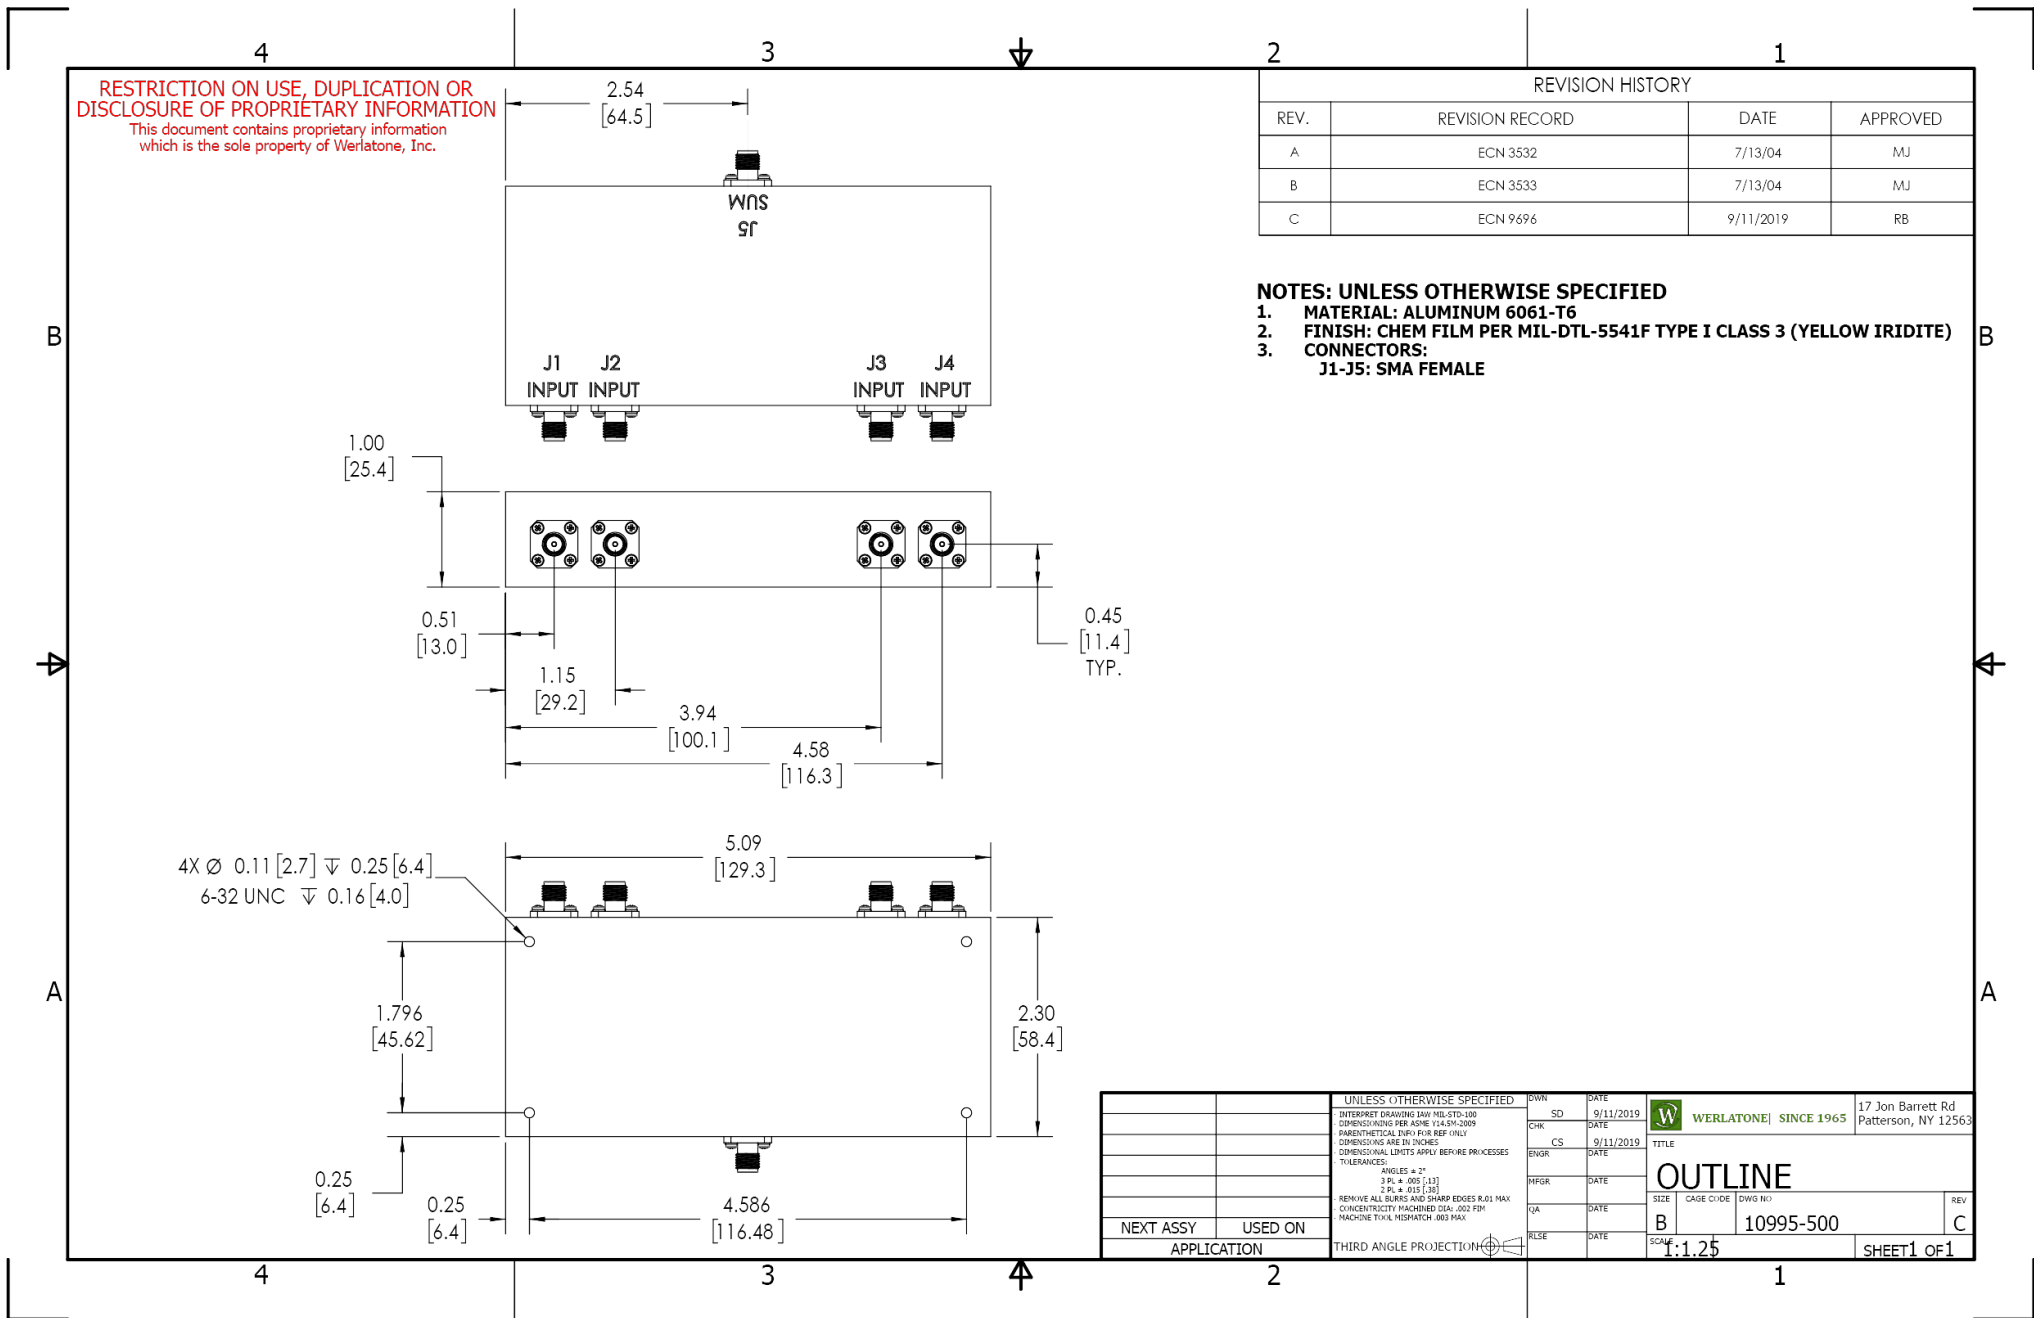 4
3
2
1
RESTRICTION ON USE, DUPLICATION OR
DISCLOSURE OF PROPRIETARY INFORMATION
This document contains proprietary information
which is the sole property of Werlatone, Inc.
REVISION HISTORY
REV. REVISION RECORD DATE APPROVED
A ECN 3532 7/13/04 MJ
B ECN 3533 7/13/04 MJ
C ECN 9696 9/11/2019 RB
NOTES: UNLESS OTHERWISE SPECIFIED
1. MATERIAL: ALUMINUM 6061-T6
2. FINISH: CHEM FILM PER MIL-DTL-5541F TYPE I CLASS 3 (YELLOW IRIDITE)
3. CONNECTORS:
J1-J5: SMA FEMALE
B
B
2.54
[64.5]
SUM
J5
J1 J2 J3 J4
INPUT INPUT INPUT INPUT
1.00
[25.4]
0.51
[13.0]
1.15
[29.2]
3.94
[100.1]
4.58
[116.3]
0.45
[11.4]
TYP.
5.09
[129.3]
4X Ø 0.11 [2.7] ↧ 0.25 [6.4]
6-32 UNC ↧ 0.16 [4.0]
A
A
1.796
[45.62]
2.30
[58.4]
0.25
[6.4]
0.25
[6.4]
4.586
[116.48]
NEXT ASSY USED ON
APPLICATION
UNLESS OTHERWISE SPECIFIED
- INTERPRET DRAWING IAW MIL-STD-100
- DIMENSIONING PER ASME Y14.5M-2009
- PARENTHETICAL INFO FOR REF ONLY
- DIMENSIONS ARE IN INCHES
- DIMENSIONAL LIMITS APPLY BEFORE PROCESSES
- TOLERANCES:
ANGLES ± 2°
3 PL ± .005 [.13]
2 PL ± .015 [.38]
- REMOVE ALL BURRS AND SHARP EDGES R.01 MAX
- CONCENTRICITY MACHINED DIA: .002 FIM
- MACHINE TOOL MISMATCH .003 MAX
THIRD ANGLE PROJECTION
DWN DATE
SD 9/11/2019
CHK DATE
CS 9/11/2019
ENGR DATE
MFGR DATE
QA DATE
RLSE DATE
W WERLATONE| SINCE 1965
17 Jon Barrett Rd
Patterson, NY 12563
TITLE
OUTLINE
SIZE CAGE CODE DWG NO REV
B 10995-500 C
SCALE 1:1.25 SHEET1 OF1
4
3
2
1